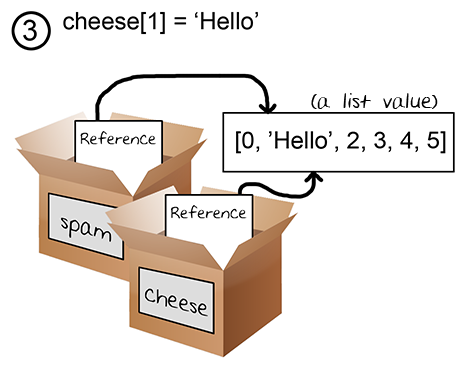 3 cheese[1] = ‘Hello’
(a list value)
[0, ’Hello’, 2, 3, 4, 5]
Reference
Reference
spam
Cheese